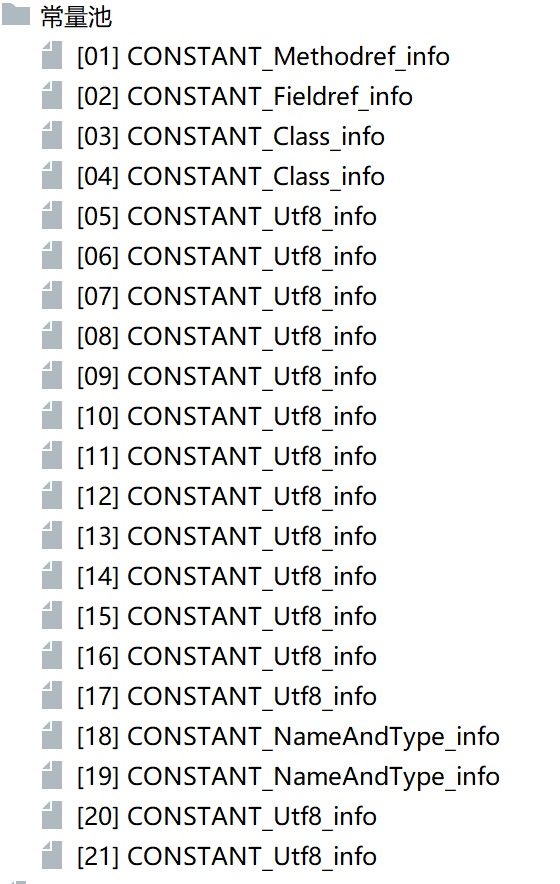 常量池
[01] CONSTANT_Methodref_info
[02] CONSTANT_Fieldref_info
[03] CONSTANT_Class_info
[04] CONSTANT_Class_info
[05] CONSTANT_Utf8_info
[06] CONSTANT_Utf8_info
[07] CONSTANT_Utf8_info
[08] CONSTANT_Utf8_info
[09] CONSTANT_Utf8_info
[10] CONSTANT_Utf8_info
[11] CONSTANT_Utf8_info
[12] CONSTANT_Utf8_info
[13] CONSTANT_Utf8_info
[14] CONSTANT_Utf8_info
[15] CONSTANT_Utf8_info
[16] CONSTANT_Utf8_info
[17] CONSTANT_Utf8_info
[18] CONSTANT_NameAndType_info
[19] CONSTANT_NameAndType_info
[20] CONSTANT_Utf8_info
[21] CONSTANT_Utf8_info